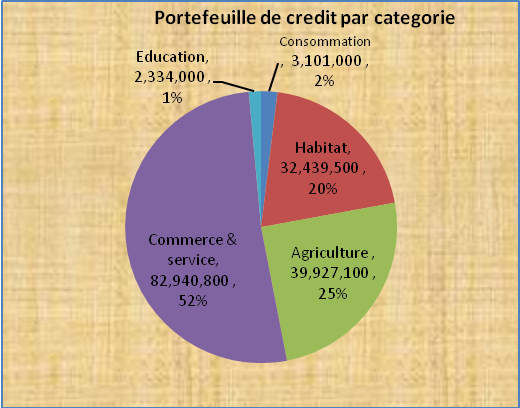 Portefeuille de credit par categorie
Education,
2,334,000 ,
1%
Consommation
, 3,101,000 ,
2%
Habitat,
32,439,500 ,
20%
Agriculture ,
39,927,100 ,
25%
Commerce &
service,
82,940,800 ,
52%